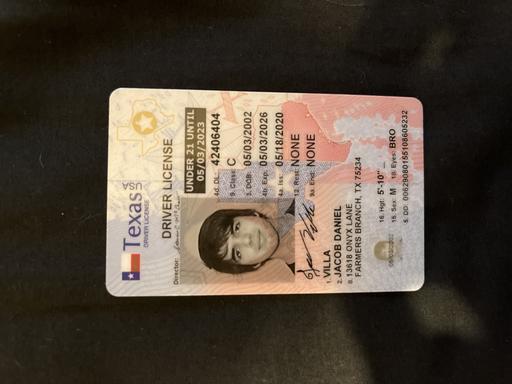 Texas USA
DRIVER LICENSE
DRIVER LICENSE
Director:
UNDER 21 UNTIL
05/03/2023
4d. DL: 42406404
9. Class: C
3. DOB: 05/03/2002
4b. Exp: 05/03/2026
4a. Iss: 05/18/2020
12. Rest: NONE
9a. End: NONE
1. VILLA
2. JACOB DANIEL
8. 13618 ONYX LANE
FARMERS BRANCH, TX 75234
16. Hgt: 5'-10"
15. Sex: M 18. Eyes: BRO
5. DD: 00629080155108605232